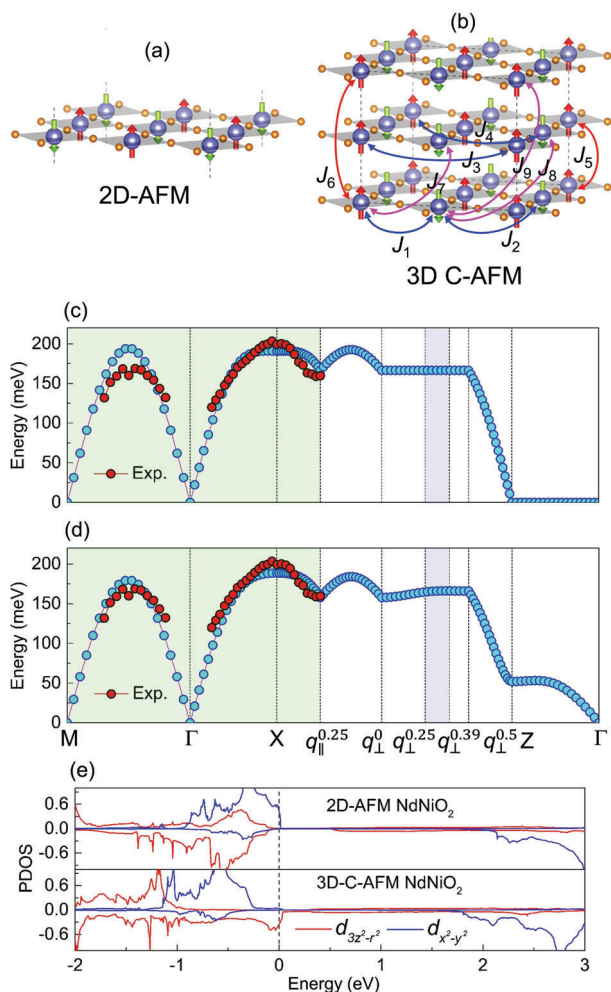 (a)
(b)
2D-AFM
J4
J5
J3
J6
J7
J9
J8
J1
J2
3D C-AFM
(c)
200
150
100
50
0
Energy (meV)
Exp.
(d)
200
150
100
50
0
Energy (meV)
Exp.
M Γ X q∥^0.25 q⊥^0 q⊥^0.25 q⊥^0.39 q⊥^0.5 Z Γ
(e)
0.6
0.0
-0.6
2D-AFM NdNiO2
PDOS
0.6
0.0
-0.6
3D-C-AFM NdNiO2
d3z²-r² dx²-y²
-2 -1 0 1 2 3
Energy (eV)